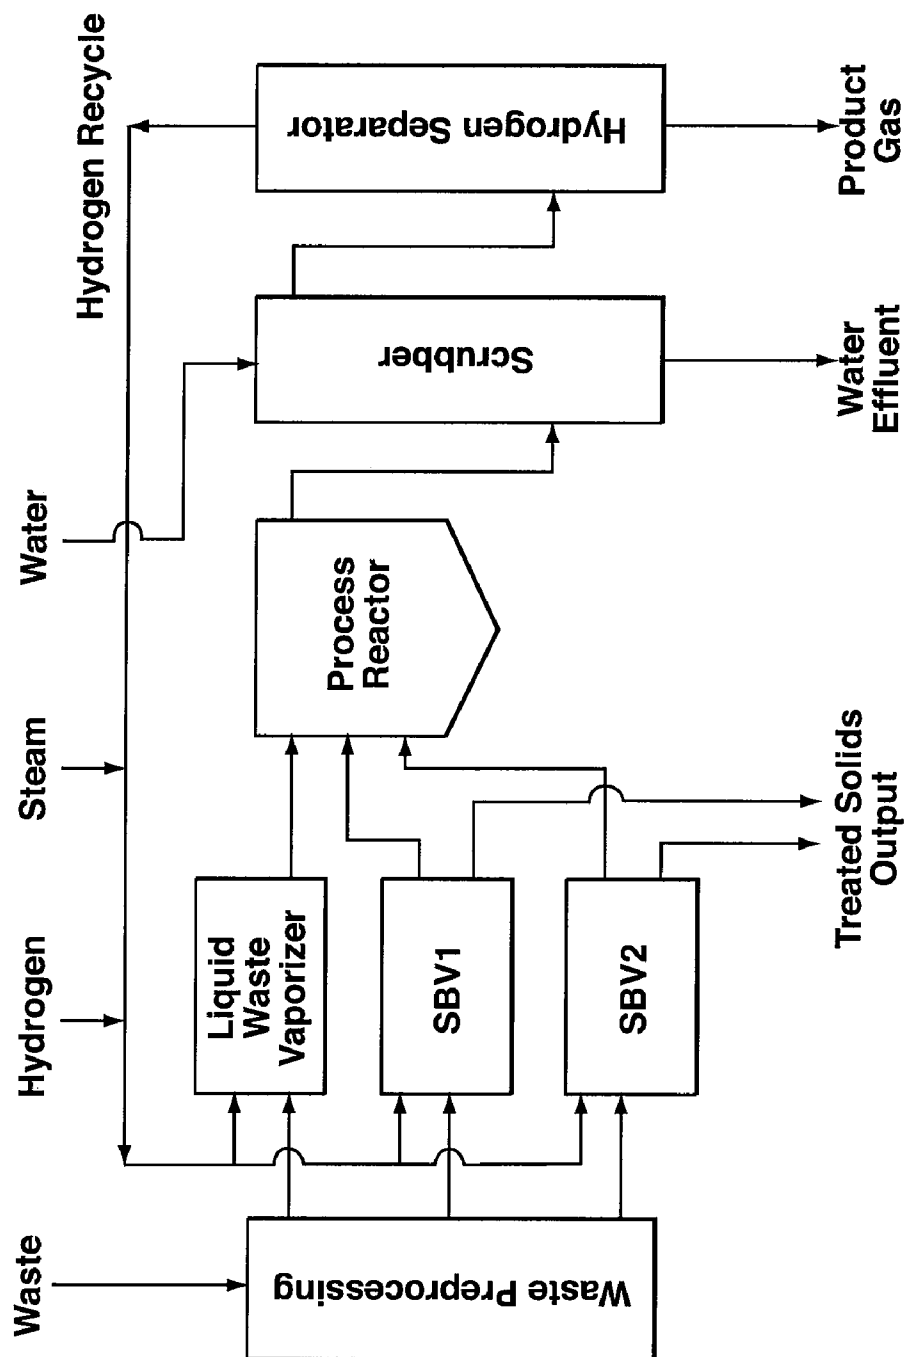 Waste
Hydrogen
Steam
Water
Hydrogen Recycle
Waste Preprocessing
Liquid
Waste
Vaporizer
SBV1
SBV2
Process
Reactor
Scrubber
Hydrogen Separator
Treated Solids
Output
Water
Effluent
Product
Gas